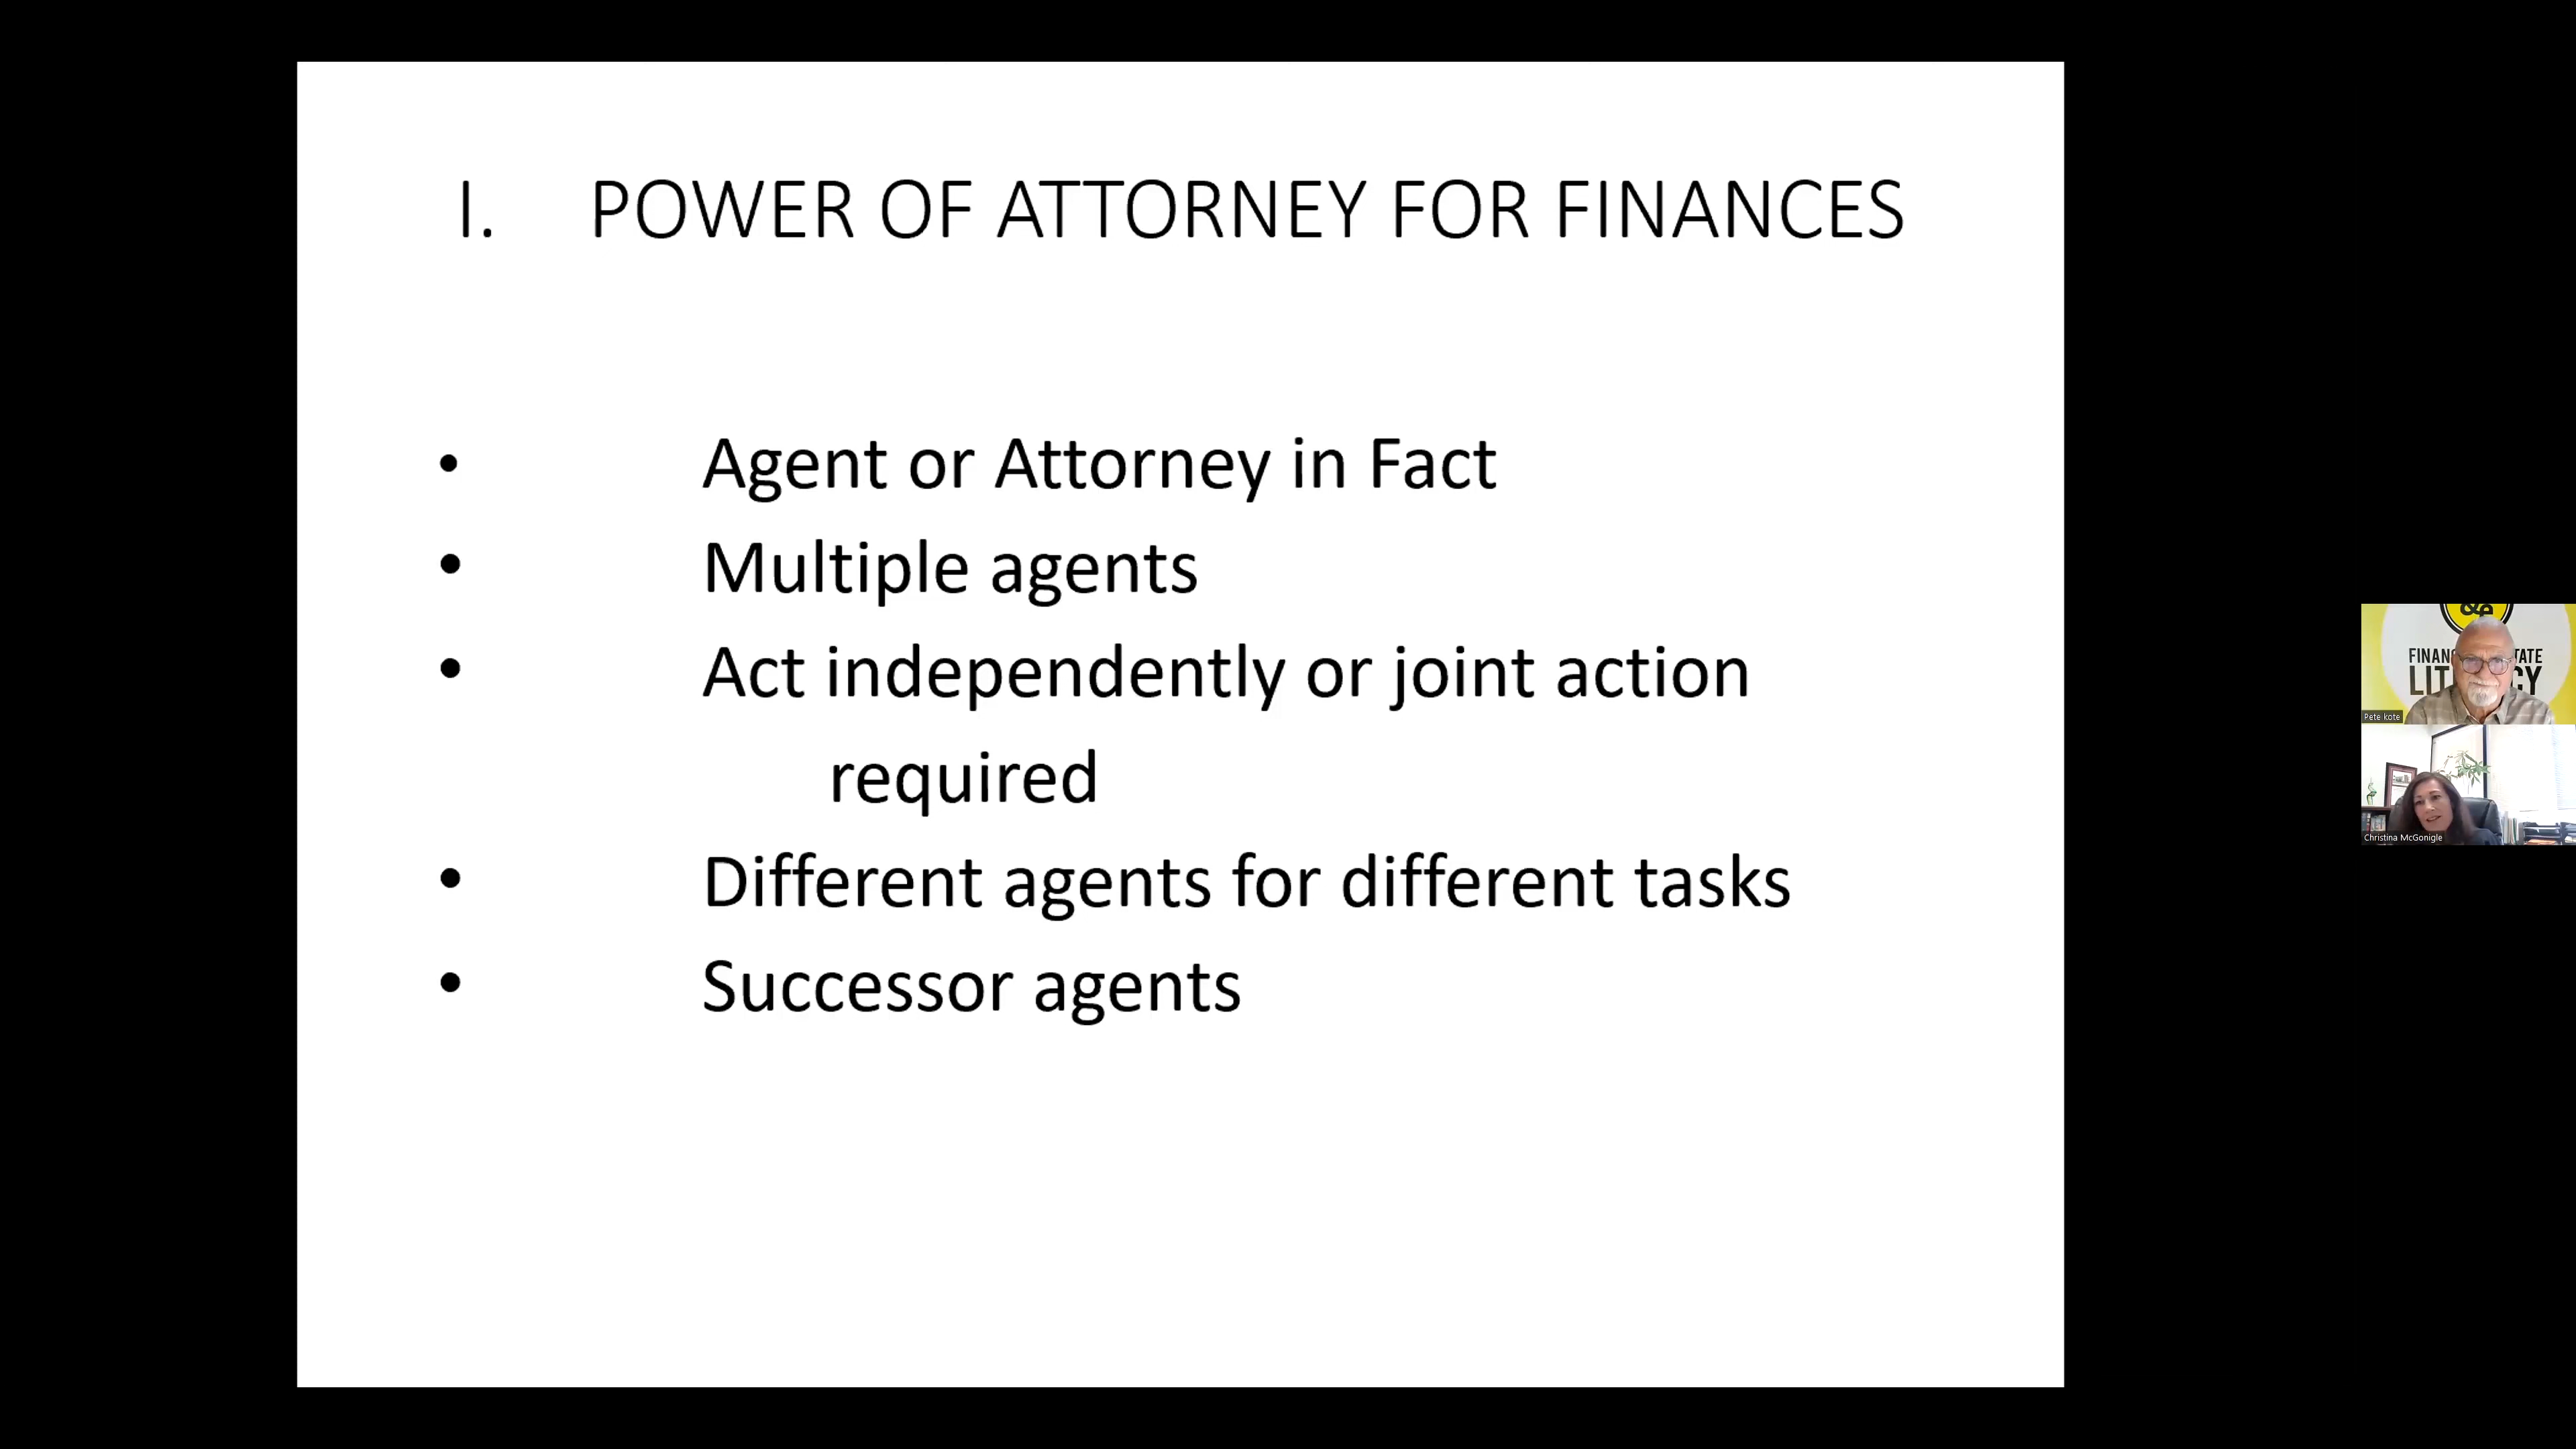 I. POWER OF ATTORNEY FOR FINANCES
• Agent or Attorney in Fact
• Multiple agents
• Act independently or joint action
required
• Different agents for different tasks
• Successor agents
&
Pete kote
Christina McGonigle